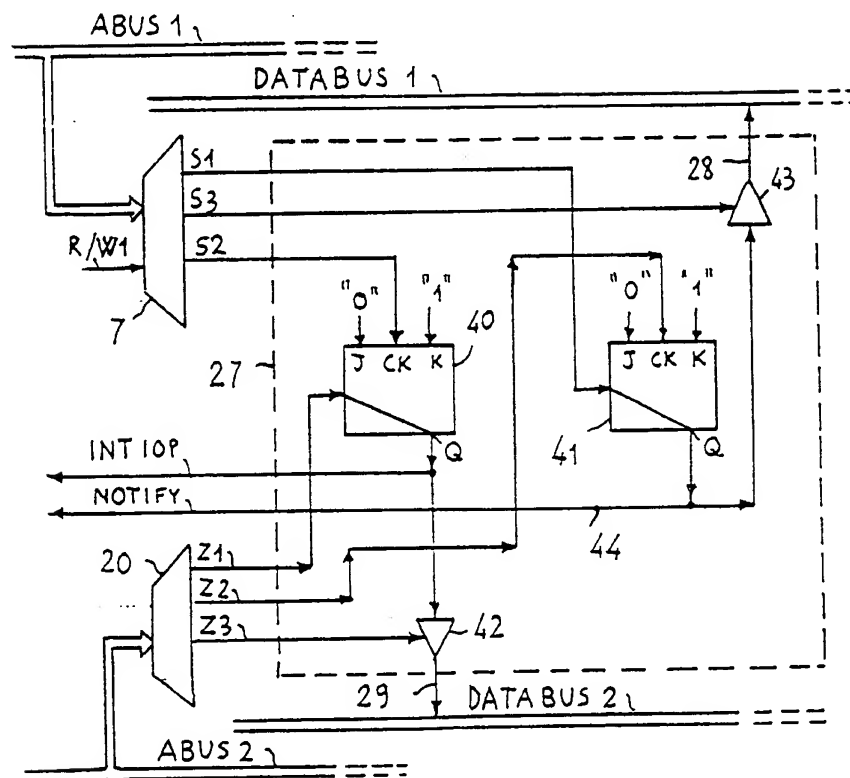 ABUS 1
DATABUS 1
S1
S3
R/W1
S2
7
28
43
"0"
"1"
J CK K
40
"0"
"1"
J CK K
27
Q
41
Q
INT IOP
NOTIFY
44
20
Z1
Z2
Z3
42
29
DATABUS 2
ABUS 2